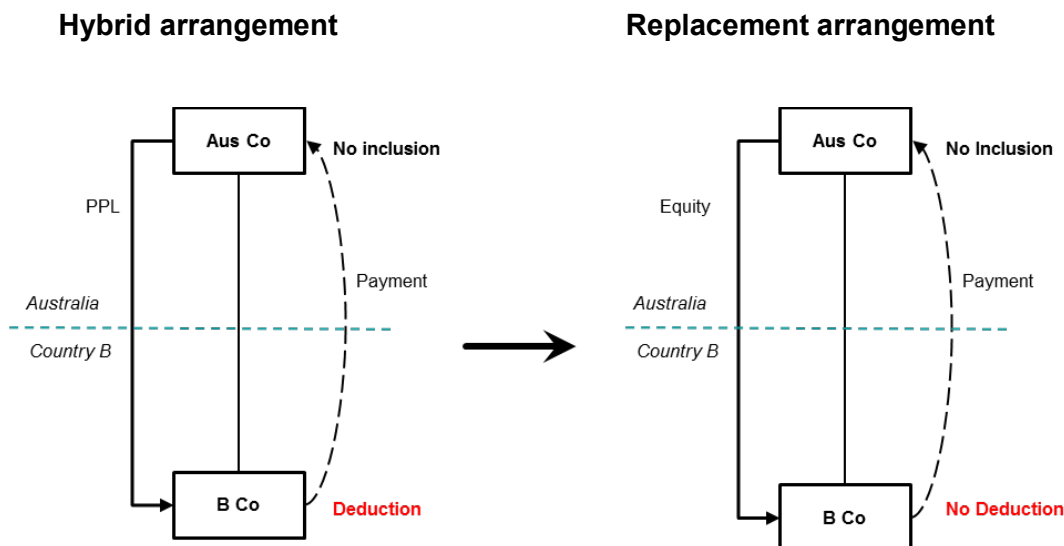 Hybrid arrangement
Replacement arrangement
Aus Co
No inclusion
PPL
Payment
Australia
Country B
B Co
Deduction
Aus Co
No Inclusion
Equity
Payment
Australia
Country B
B Co
No Deduction